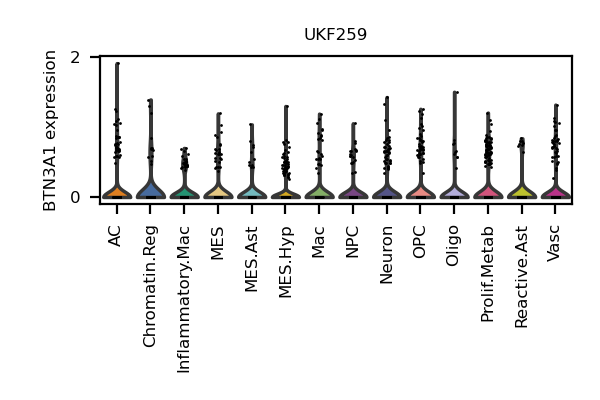 UKF259
BTN3A1 expression
2
0
AC
Chromatin.Reg
Inflammatory.Mac
MES
MES.Ast
MES.Hyp
Mac
NPC
Neuron
OPC
Oligo
Prolif.Metab
Reactive.Ast
Vasc